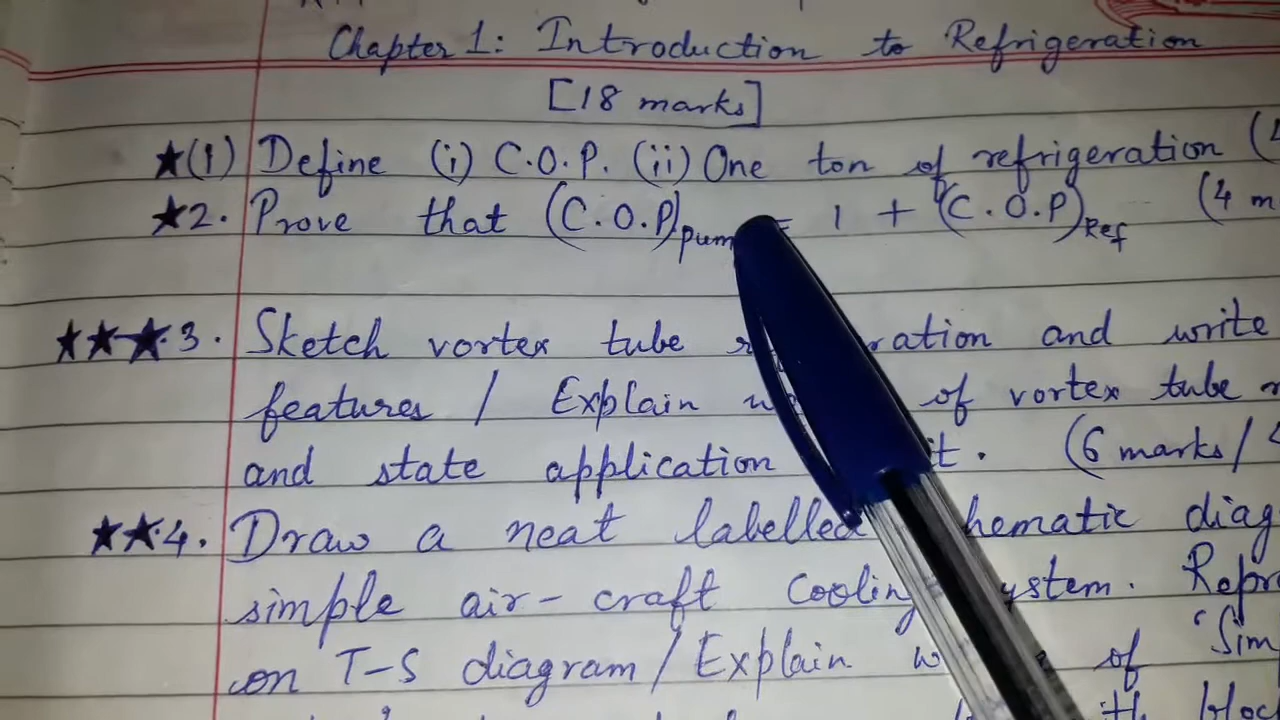 Chapter 1: Introduction to Refrigeration
[18 marks]
★(1) Define (i) C.O.P. (ii) One ton of refrigeration (
★2. Prove that (C.O.P)pum = 1 + (C.O.P)Ref (4 m
★★★3. Sketch vortex tube ration and write
features / Explain of vortex tube
and state application it. (6 marks/
★★4. Draw a neat labelled hematic diag
simple air-craft cooling ystem. Repr
on T-S diagram/Explain w of 'Sim